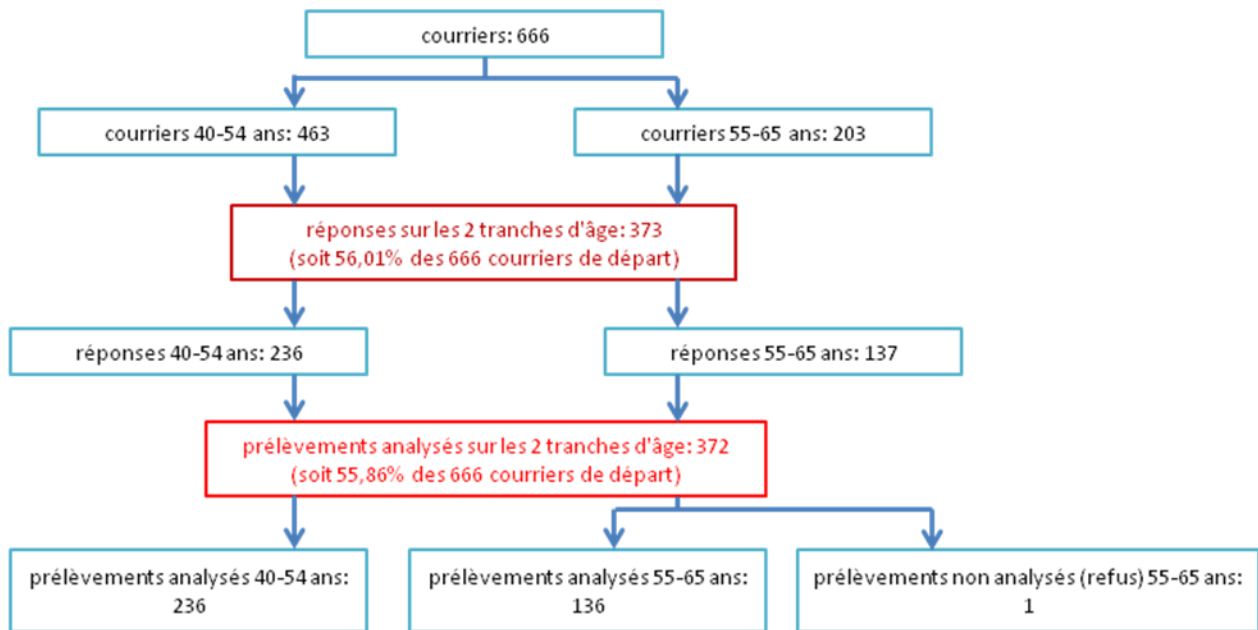 courriers: 666
courriers 40-54 ans: 463
courriers 55-65 ans: 203
réponses sur les 2 tranches d'âge: 373
(soit 56,01% des 666 courriers de départ)
réponses 40-54 ans: 236
réponses 55-65 ans: 137
prélèvements analysés sur les 2 tranches d'âge: 372
(soit 55,86% des 666 courriers de départ)
prélèvements analysés 40-54 ans:
236
prélèvements analysés 55-65 ans:
136
prélèvements non analysés (refus) 55-65 ans:
1